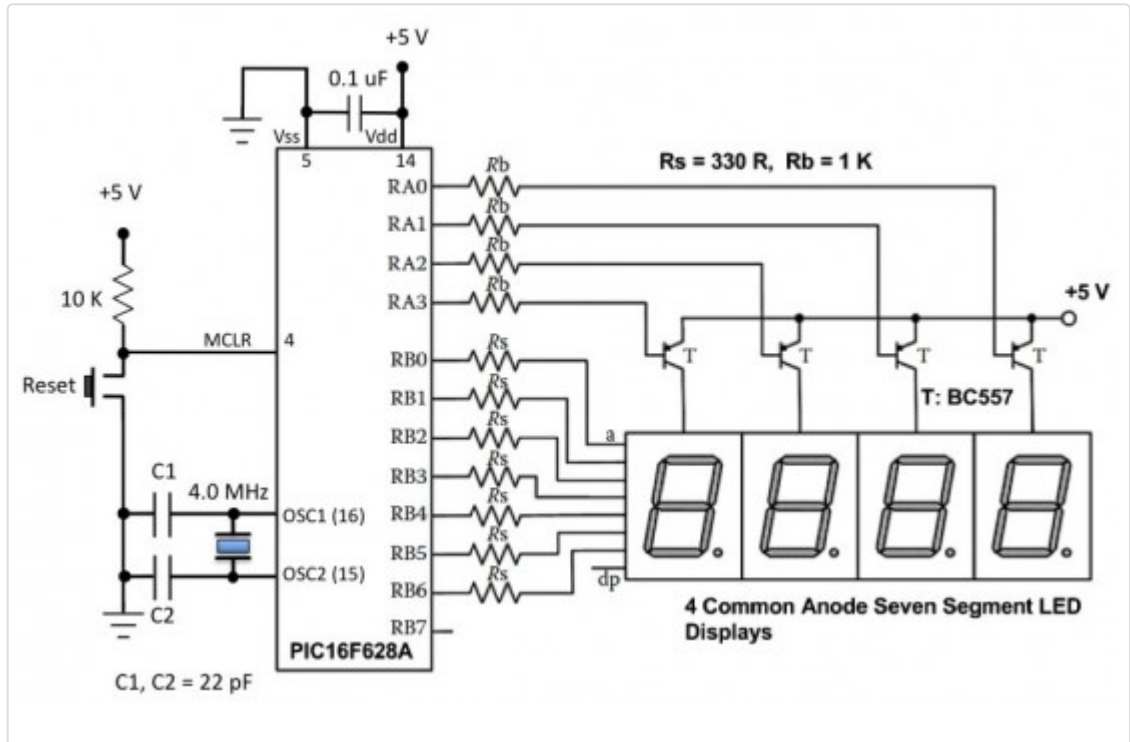 +5 V
0.1 uF
Vss
Vdd
5
14
Rs = 330 R, Rb = 1 K
+5 V
10 K
MCLR
4
Reset
C1
4.0 MHz
OSC1 (16)
OSC2 (15)
C2
C1, C2 = 22 pF
PIC16F628A
RA0
Rb
RA1
Rb
RA2
Rb
RA3
Rb
RB0
Rs
RB1
Rs
RB2
Rs
RB3
Rs
RB4
Rs
RB5
Rs
RB6
Rs
RB7
+5 V
T
T
T
T
T: BC557
a
dp
4 Common Anode Seven Segment LED
Displays